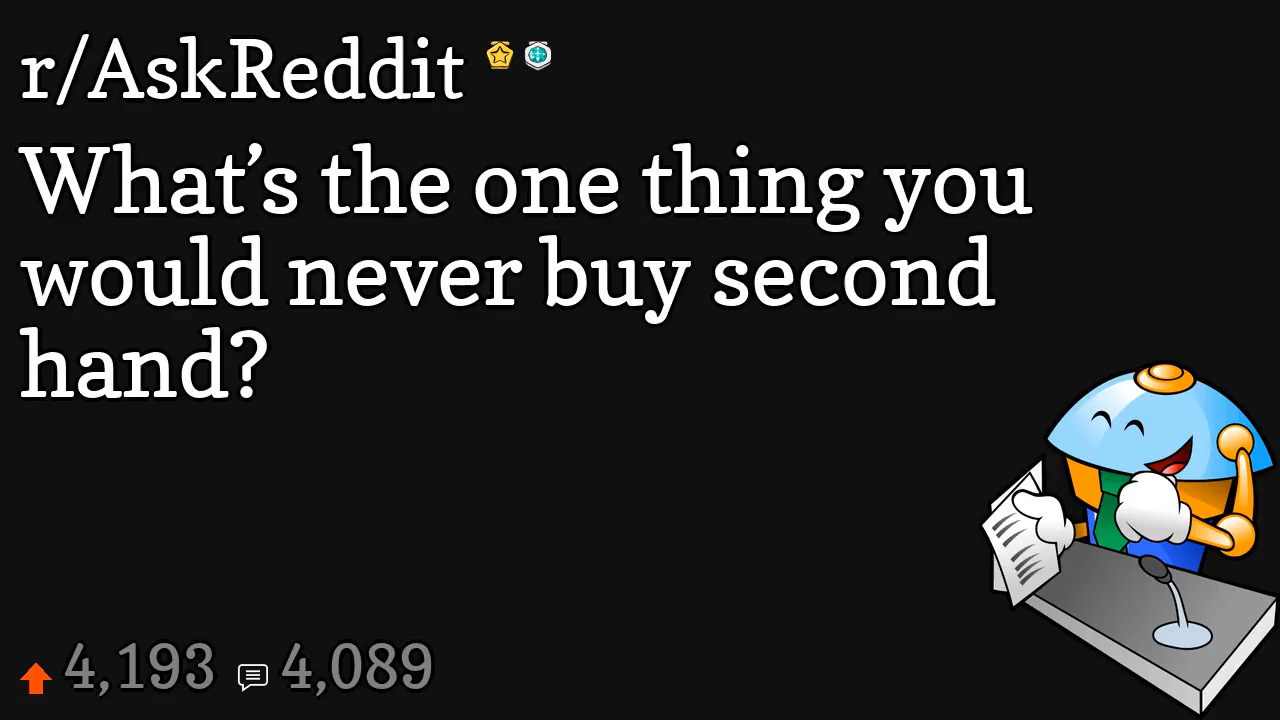 r/AskReddit
What’s the one thing you
would never buy second
hand?
4,193 4,089